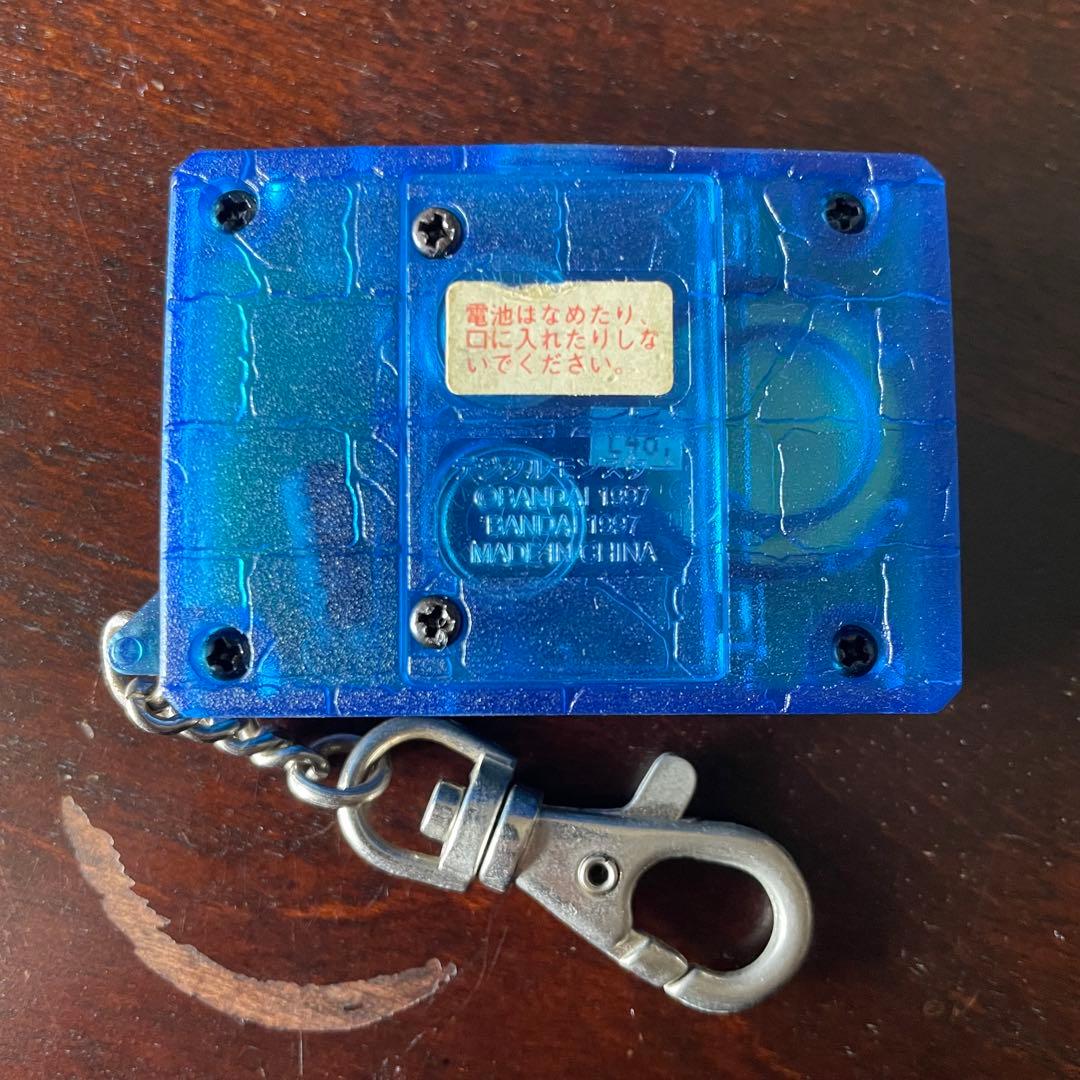 電池はなめたり、
口に入れたりしな
いでください。
デジタルモンスター
©BANDAI 1997
BANDAI 1997
MADE IN CHINA